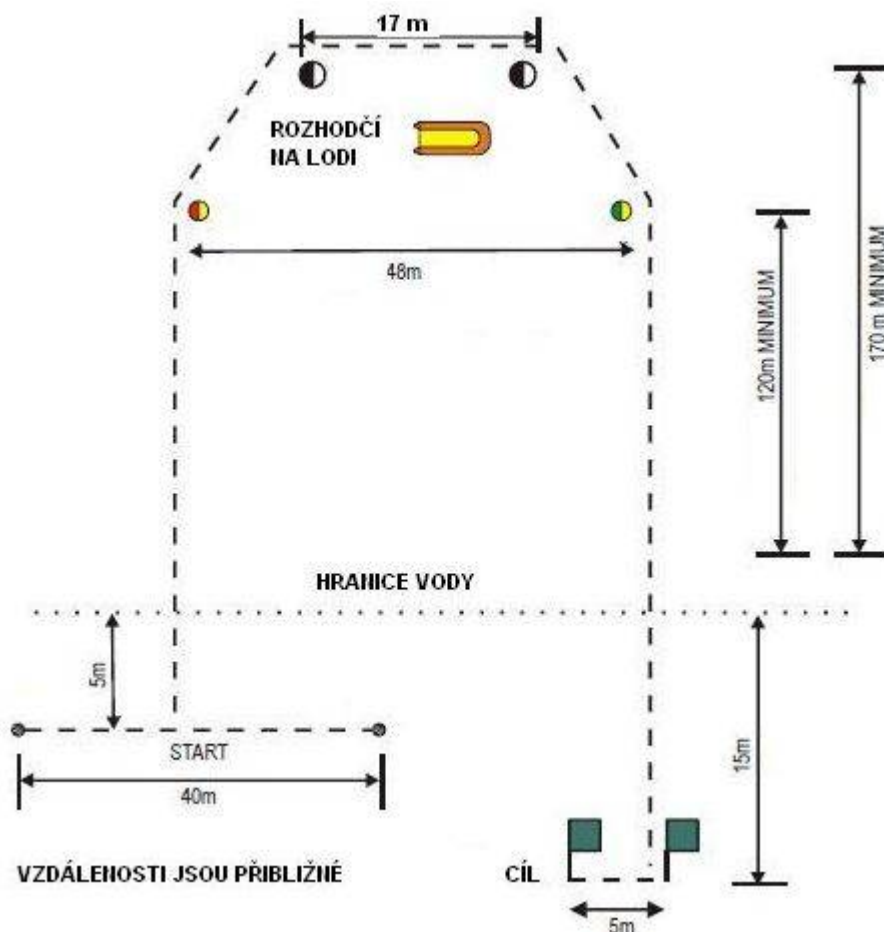 17 m
ROZHODČÍ
NA LODI
48m
120m MINIMUM
170 m MINIMUM
HRANICE VODY
5m
START
40m
15m
VZDÁLENOSTI JSOU PŘIBLIŽNÉ
CÍL
5m